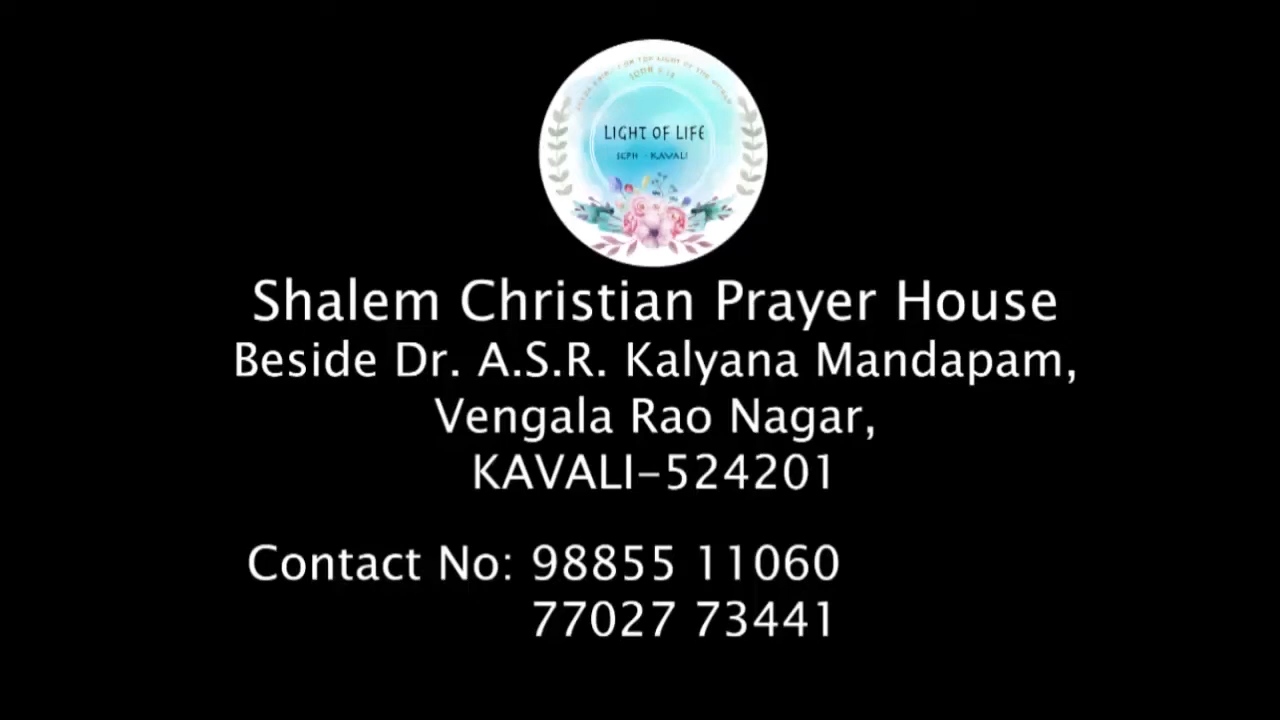 LIGHT OF LIFE
SCPH - KAVALI
Shalem Christian Prayer House
Beside Dr. A.S.R. Kalyana Mandapam,
Vengala Rao Nagar,
KAVALI-524201
Contact No: 98855 11060
77027 73441